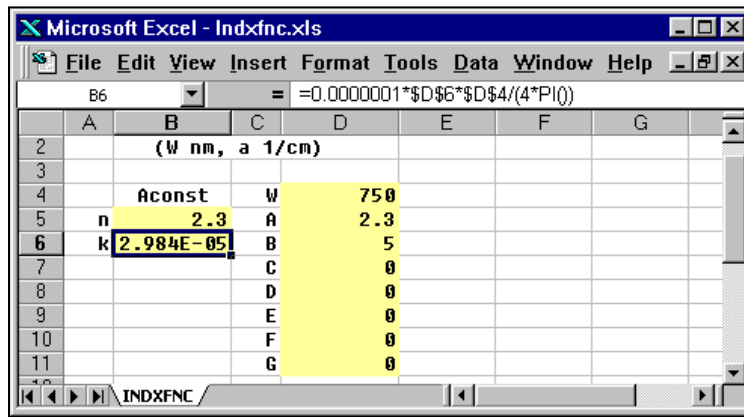 Microsoft Excel - Indxfnc.xls
File Edit View Insert Format Tools Data Window Help
B6 = =0.0000001*$D$6*$D$4/(4*PI())
A B C D E F G
2 (W nm, a 1/cm)
3
4 Aconst W 750
5 n 2.3 A 2.3
6 k 2.984E-05 B 5
7 C 0
8 D 0
9 E 0
10 F 0
11 G 0
INDXFNC